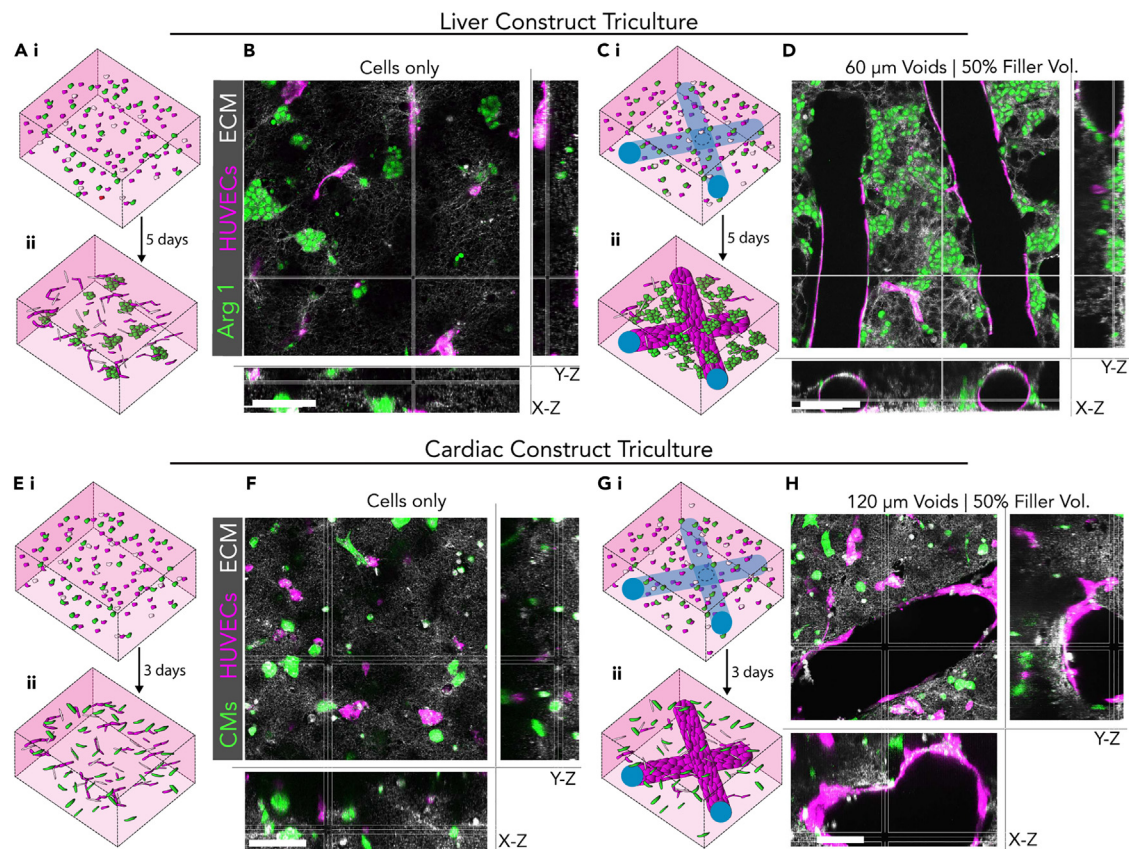 Liver Construct Triculture
A i
B
Cells only
C i
D
60 µm Voids | 50% Filler Vol.
Arg 1 HUVECs ECM
5 days
ii
5 days
ii
Y-Z
X-Z
Y-Z
X-Z
Cardiac Construct Triculture
E i
F
Cells only
G i
H
120 µm Voids | 50% Filler Vol.
CMs HUVECs ECM
3 days
ii
3 days
ii
Y-Z
X-Z
Y-Z
X-Z